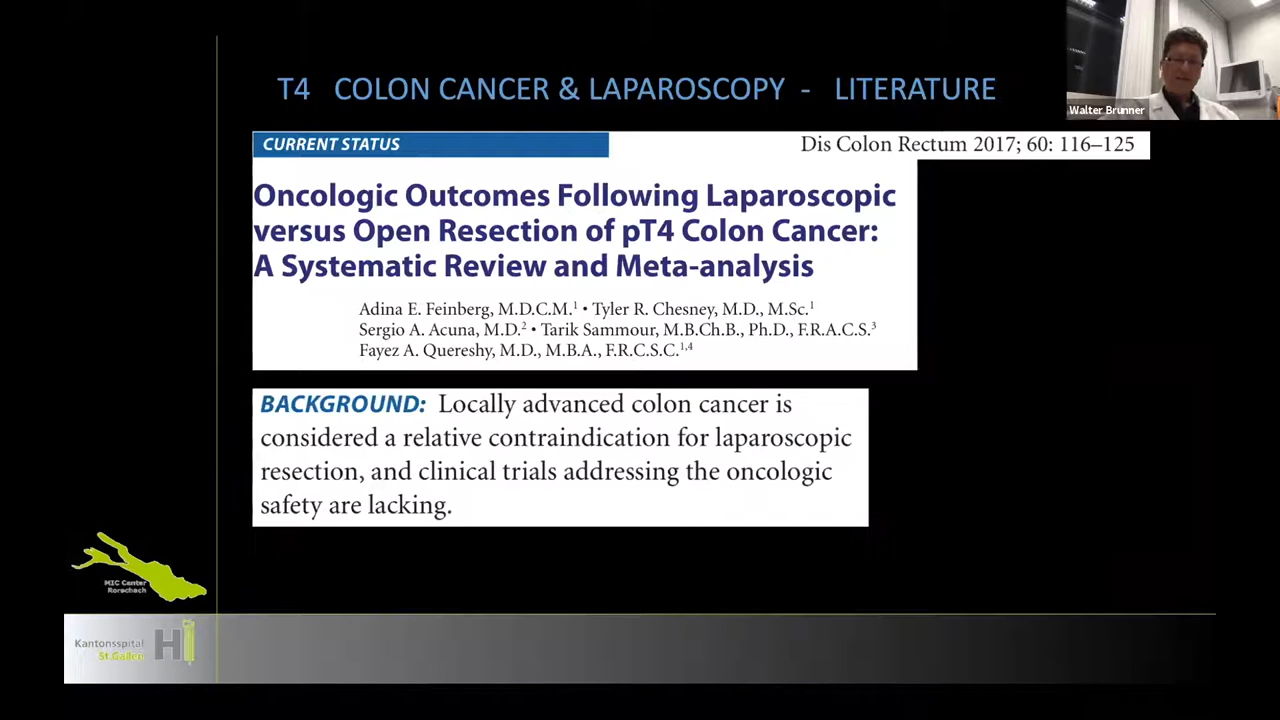 T4 COLON CANCER & LAPAROSCOPY - LITERATURE
Walter Brunner
CURRENT STATUS
Dis Colon Rectum 2017; 60: 116–125
Oncologic Outcomes Following Laparoscopic
versus Open Resection of pT4 Colon Cancer:
A Systematic Review and Meta-analysis
Adina E. Feinberg, M.D.C.M.¹ • Tyler R. Chesney, M.D., M.Sc.¹
Sergio A. Acuna, M.D.² • Tarik Sammour, M.B.Ch.B., Ph.D., F.R.A.C.S.³
Fayez A. Quereshy, M.D., M.B.A., F.R.C.S.C.¹,⁴
BACKGROUND: Locally advanced colon cancer is
considered a relative contraindication for laparoscopic
resection, and clinical trials addressing the oncologic
safety are lacking.
MIC Center
Rorschach
Kantonsspital
St.Gallen